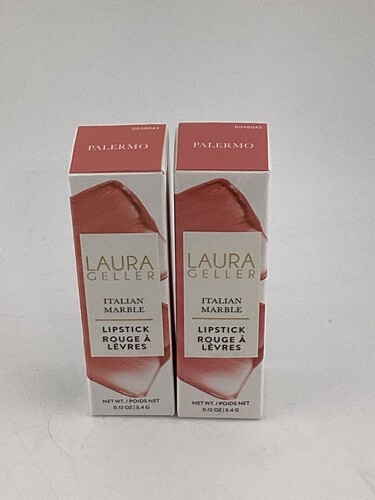 0048043
PALERMO
LAURA
GELLER
ITALIAN
MARBLE
LIPSTICK
ROUGE À
LÈVRES
NET WT. / POIDS NET
0.12 OZ | 3.4 G
0048043
PALERMO
LAURA
GELLER
ITALIAN
MARBLE
LIPSTICK
ROUGE À
LÈVRES
NET WT. / POIDS NET
0.12 OZ | 3.4 G